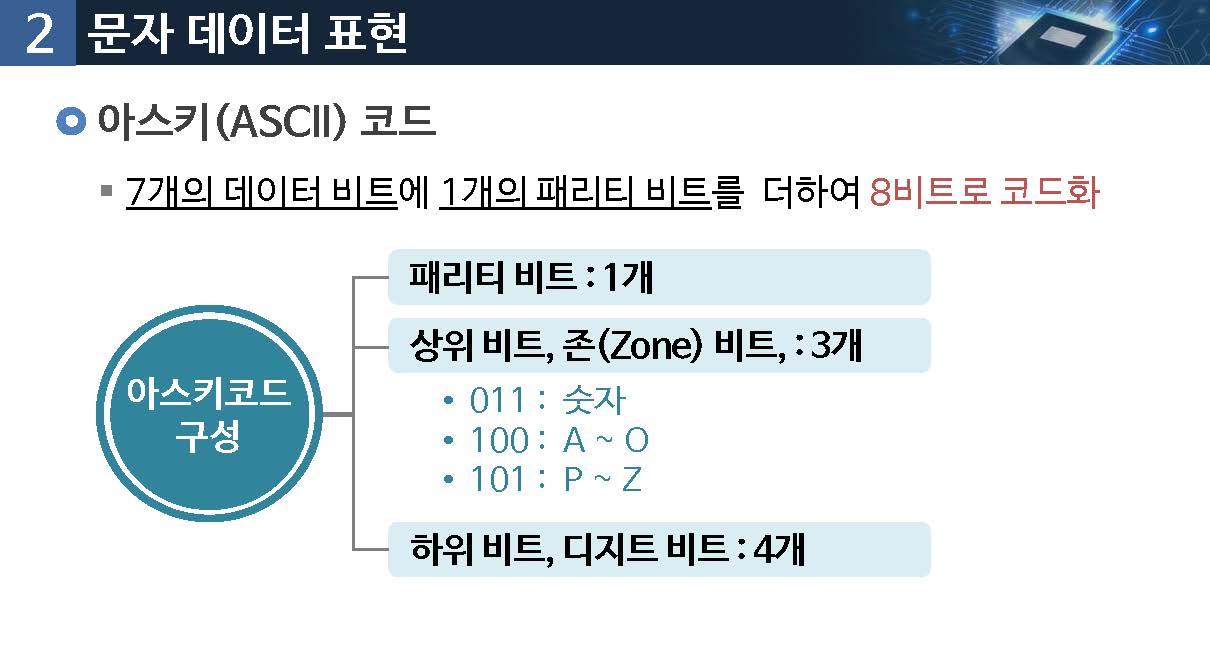 2 문자 데이터 표현
아스키(ASCII) 코드
▪ 7개의 데이터 비트에 1개의 패리티 비트를 더하여 8비트로 코드화
아스키코드
구성
패리티 비트 : 1개
상위 비트, 존(Zone) 비트, : 3개
• 011 : 숫자
• 100 : A ~ O
• 101 : P ~ Z
하위 비트, 디지트 비트 : 4개